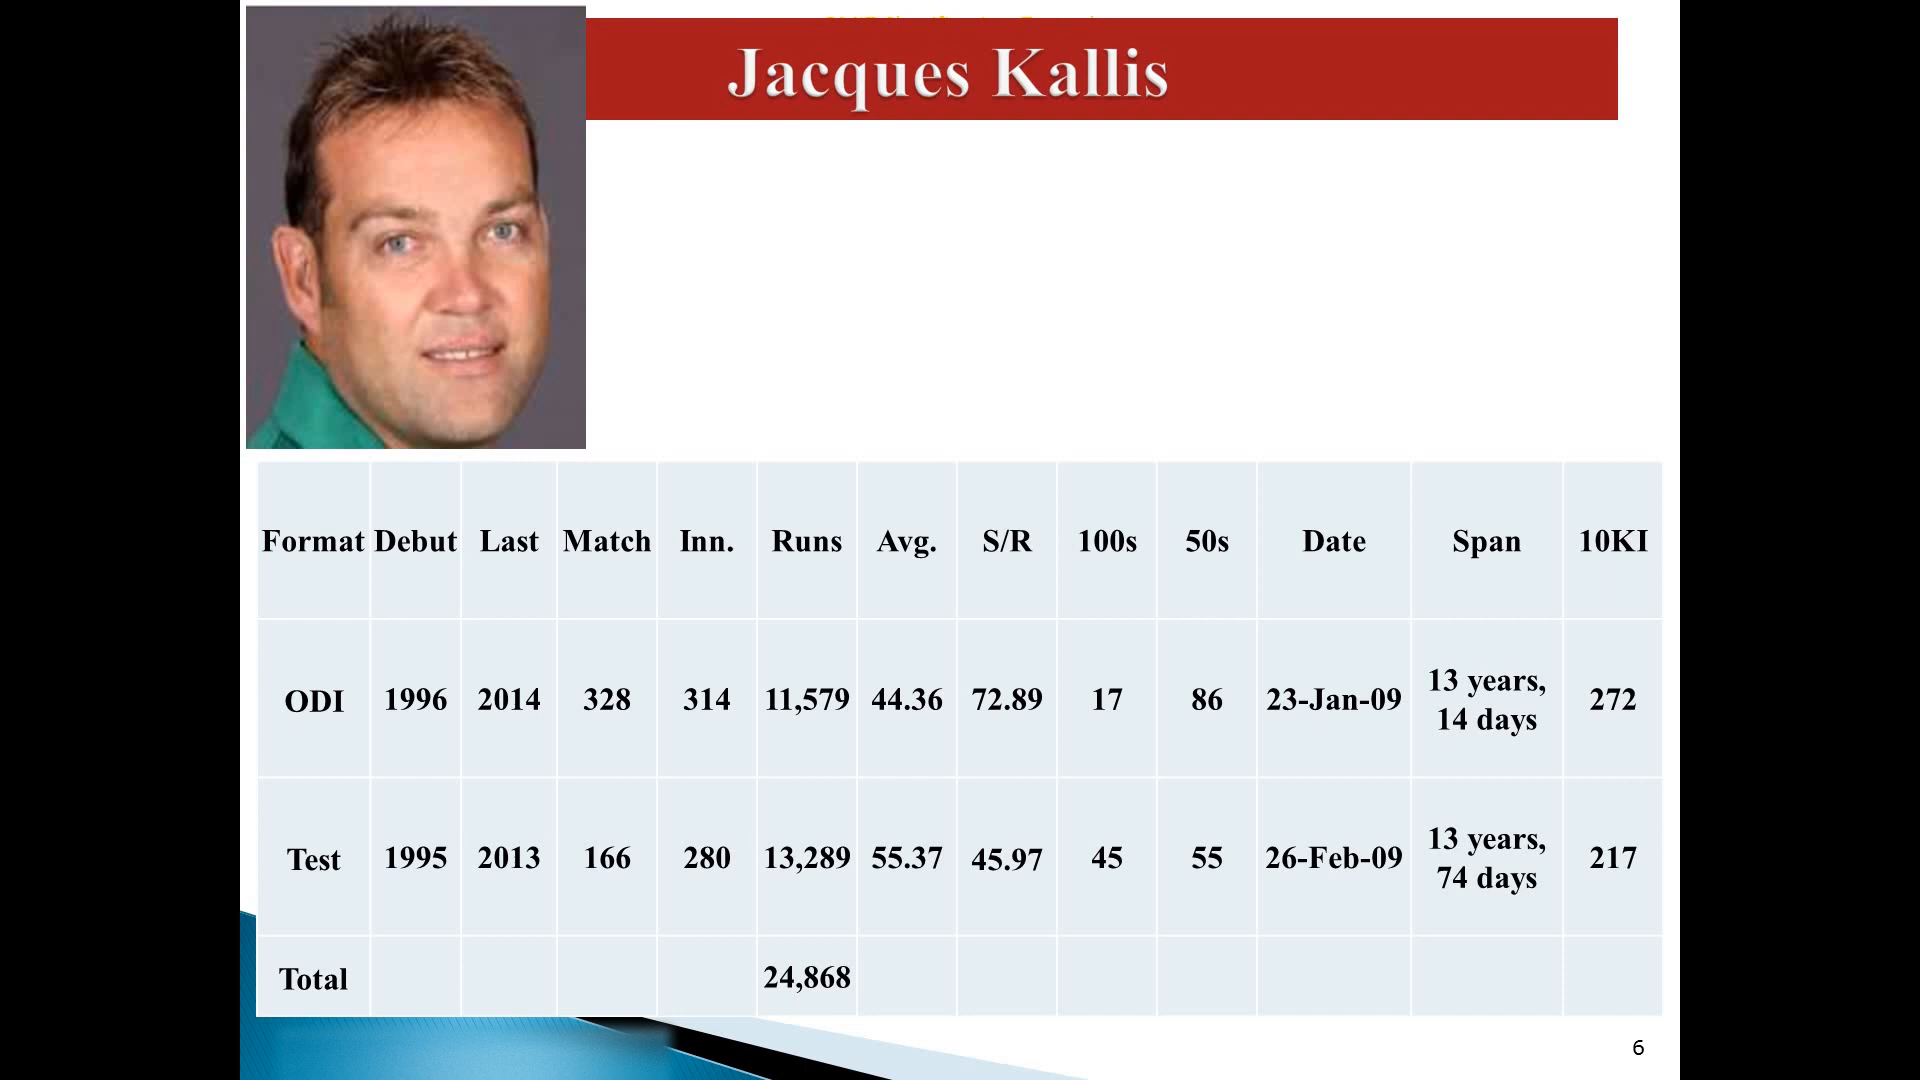 Jacques Kallis
Format Debut Last Match Inn. Runs Avg. S/R 100s 50s Date Span 10KI
ODI 1996 2014 328 314 11,579 44.36 72.89 17 86 23-Jan-09 13 years, 14 days 272
Test 1995 2013 166 280 13,289 55.37 45.97 45 55 26-Feb-09 13 years, 74 days 217
Total 24,868
6